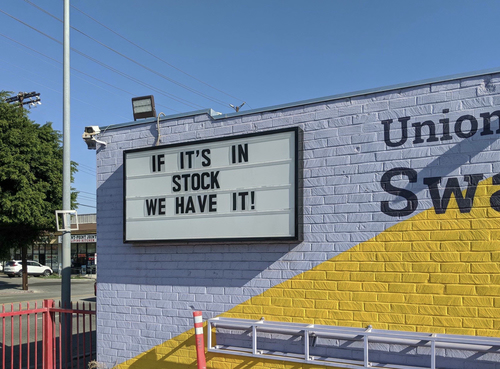 IF IT'S IN
STOCK
WE HAVE IT!
Union
Swa